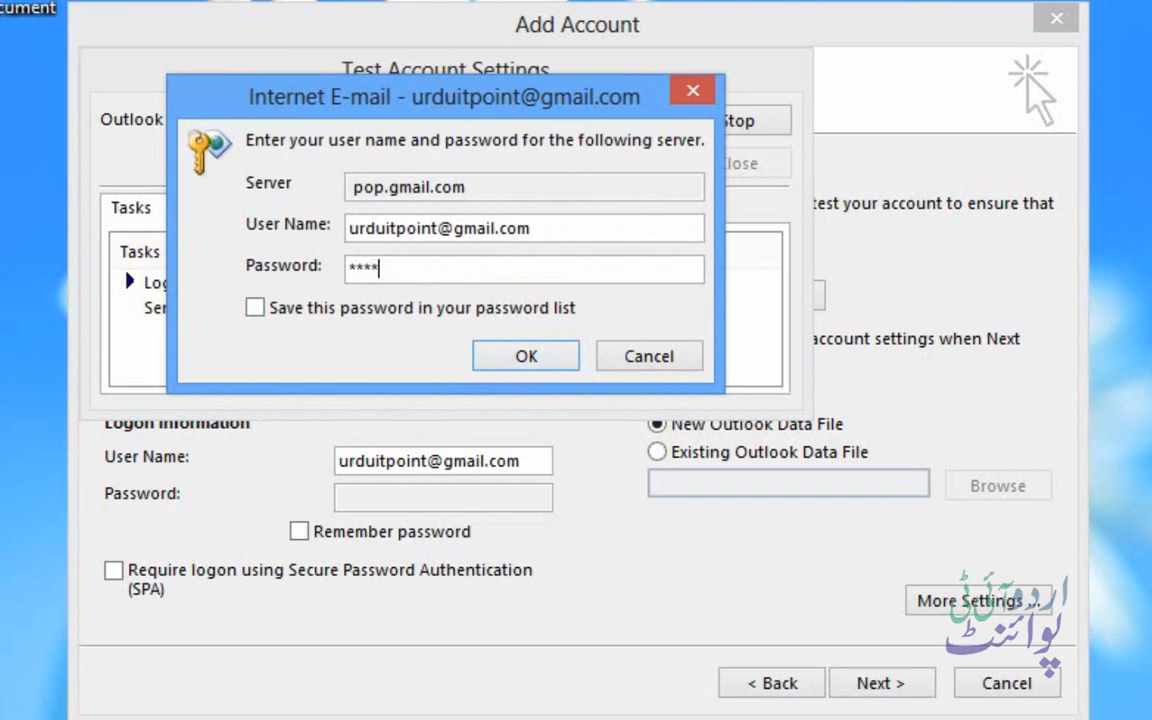 cument
Add Account
Test Account Settings
Internet E-mail - urduitpoint@gmail.com
Outlook
Stop
Enter your user name and password for the following server.
lose
Server
pop.gmail.com
Tasks
test your account to ensure that
User Name:
urduitpoint@gmail.com
Tasks
Password:
****
Log
Ser
Save this password in your password list
account settings when Next
OK
Cancel
Logon Information
New Outlook Data File
User Name:
urduitpoint@gmail.com
Existing Outlook Data File
Password:
Browse
Remember password
Require logon using Secure Password Authentication
(SPA)
More Settings ...
اردو آئی ٹی
پوائنٹ
< Back
Next >
Cancel